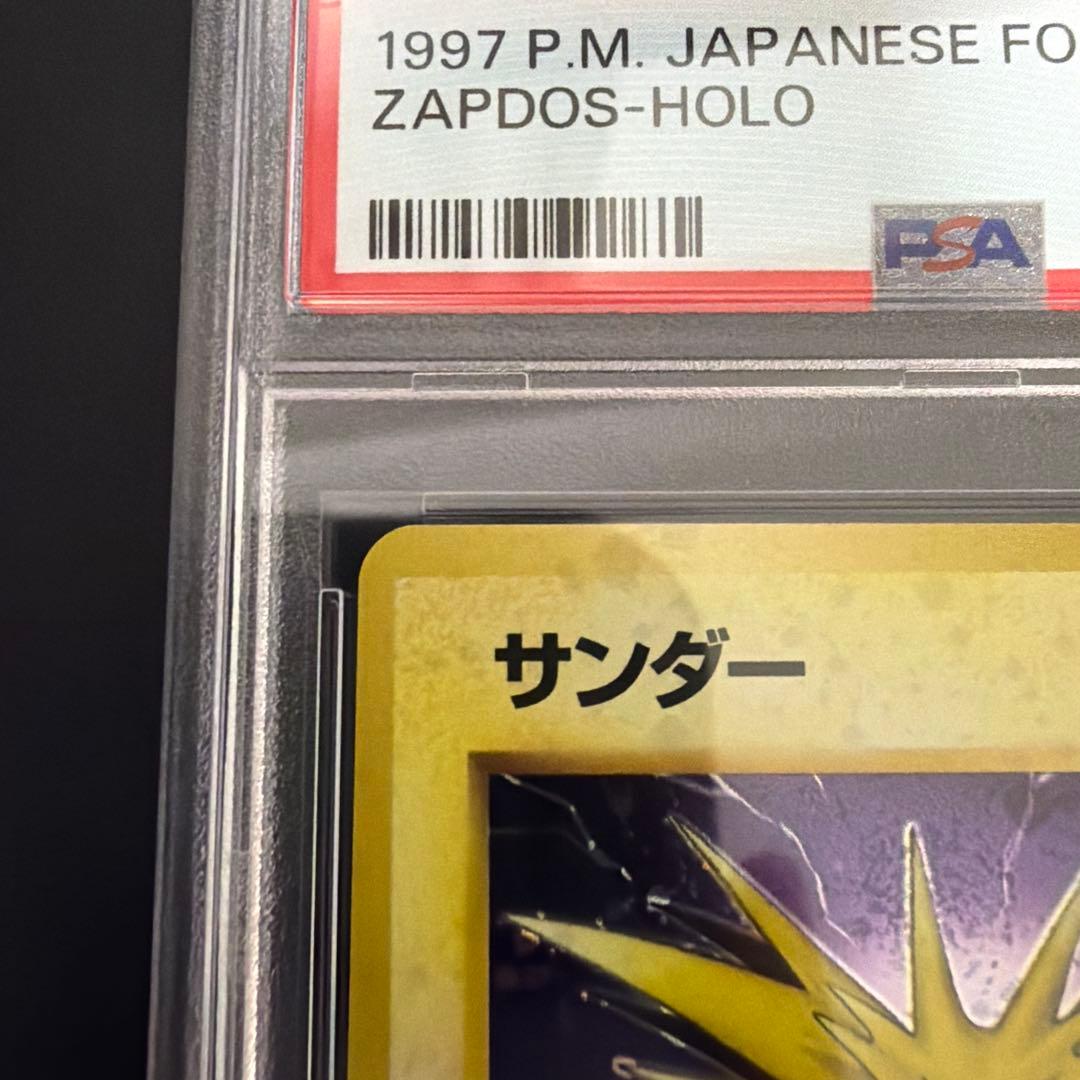 1997 P.M. JAPANESE FO
ZAPDOS-HOLO
PSA
サンダー